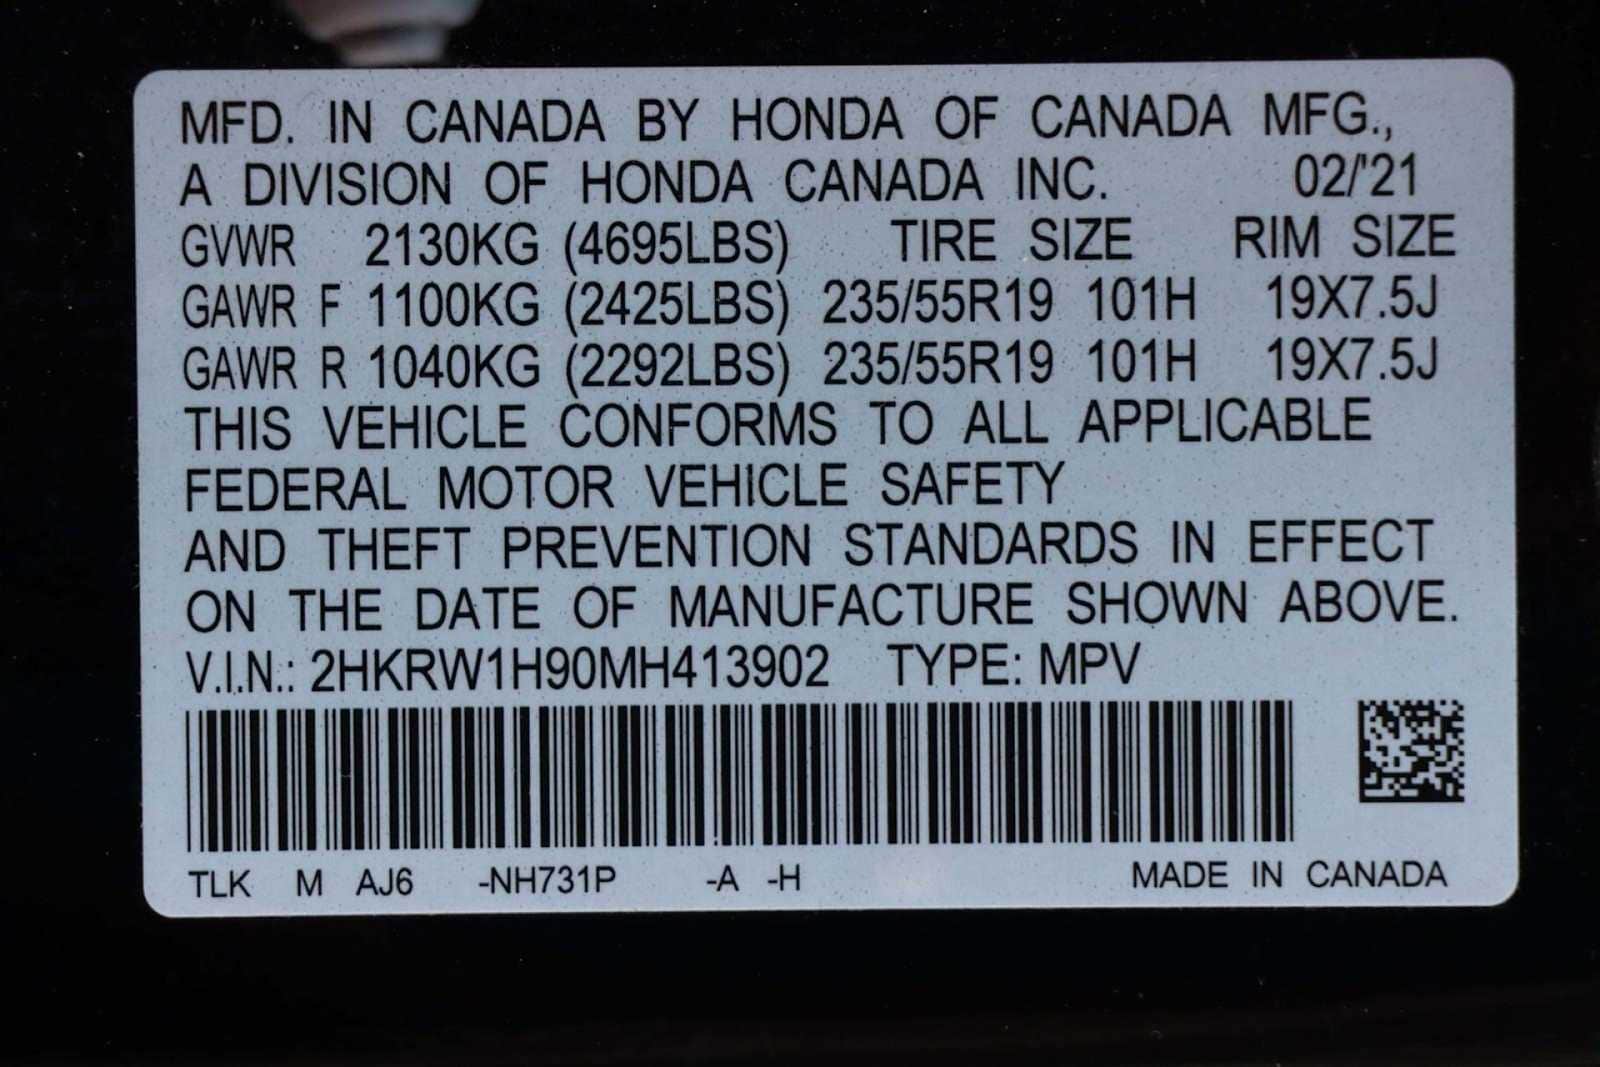 MFD. IN CANADA BY HONDA OF CANADA MFG.,
A DIVISION OF HONDA CANADA INC. 02/'21
GVWR 2130KG (4695LBS) TIRE SIZE RIM SIZE
GAWR F 1100KG (2425LBS) 235/55R19 101H 19X7.5J
GAWR R 1040KG (2292LBS) 235/55R19 101H 19X7.5J
THIS VEHICLE CONFORMS TO ALL APPLICABLE
FEDERAL MOTOR VEHICLE SAFETY
AND THEFT PREVENTION STANDARDS IN EFFECT
ON THE DATE OF MANUFACTURE SHOWN ABOVE.
V.I.N.: 2HKRW1H90MH413902 TYPE: MPV
TLK M AJ6 -NH731P -A -H MADE IN CANADA